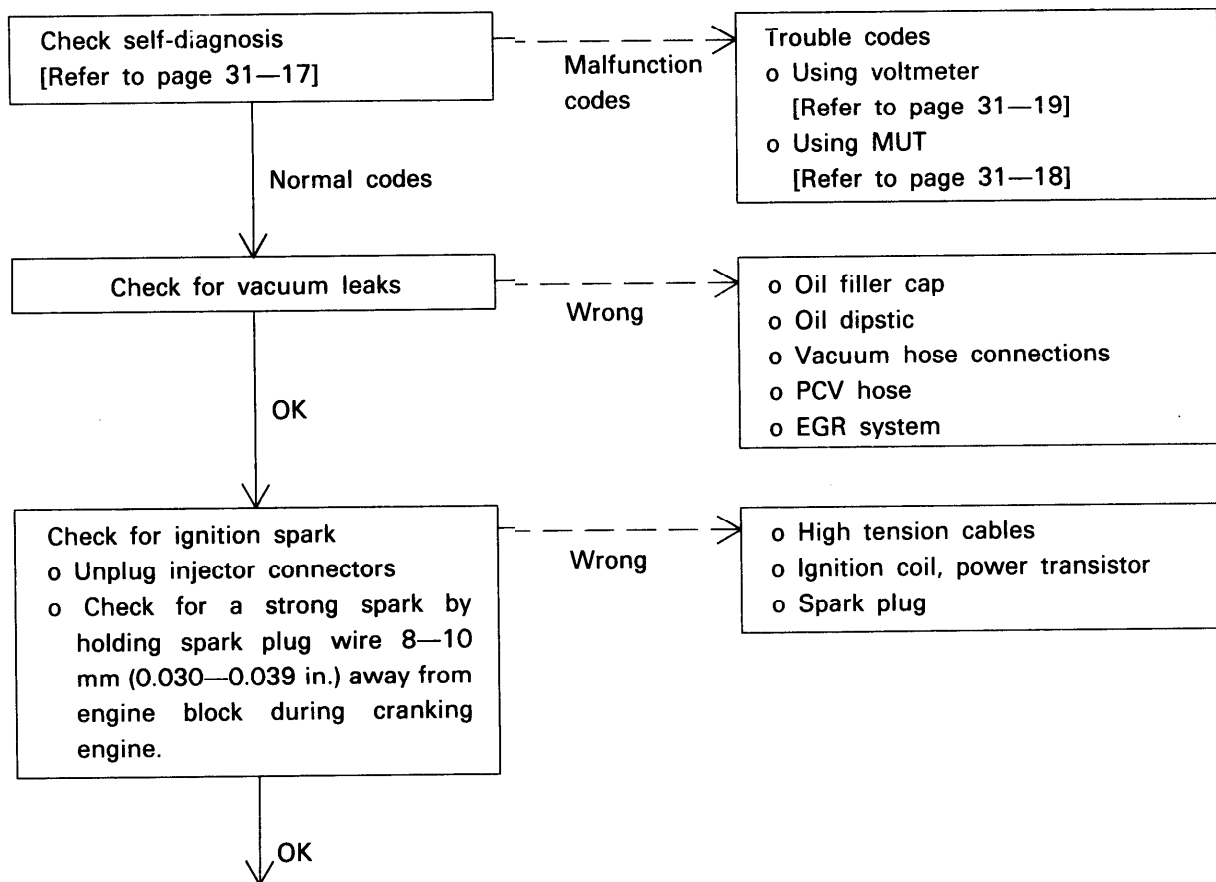 Check self-diagnosis
[Refer to page 31—17]
Malfunction
codes
Trouble codes
o Using voltmeter
[Refer to page 31—19]
o Using MUT
[Refer to page 31—18]
Normal codes
Check for vacuum leaks
Wrong
o Oil filler cap
o Oil dipstic
o Vacuum hose connections
o PCV hose
o EGR system
OK
Check for ignition spark
o Unplug injector connectors
o Check for a strong spark by
holding spark plug wire 8—10
mm (0.030—0.039 in.) away from
engine block during cranking
engine.
Wrong
o High tension cables
o Ignition coil, power transistor
o Spark plug
OK